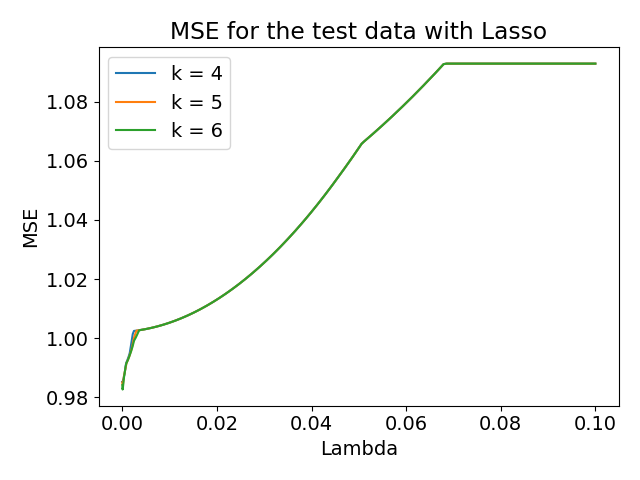 MSE for the test data with Lasso
k = 4
k = 5
k = 6
MSE
1.08
1.06
1.04
1.02
1.00
0.98
0.00 0.02 0.04 0.06 0.08 0.10
Lambda